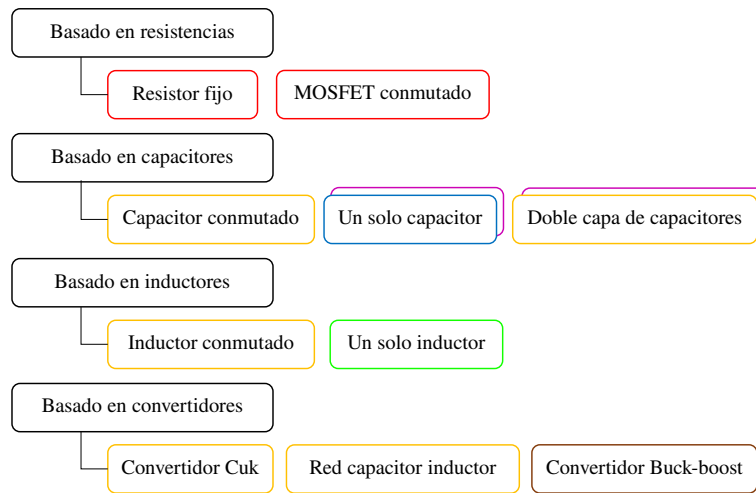 Basado en resistencias
Resistor fijo
MOSFET conmutado
Basado en capacitores
Capacitor conmutado
Un solo capacitor
Doble capa de capacitores
Basado en inductores
Inductor conmutado
Un solo inductor
Basado en convertidores
Convertidor Cuk
Red capacitor inductor
Convertidor Buck-boost